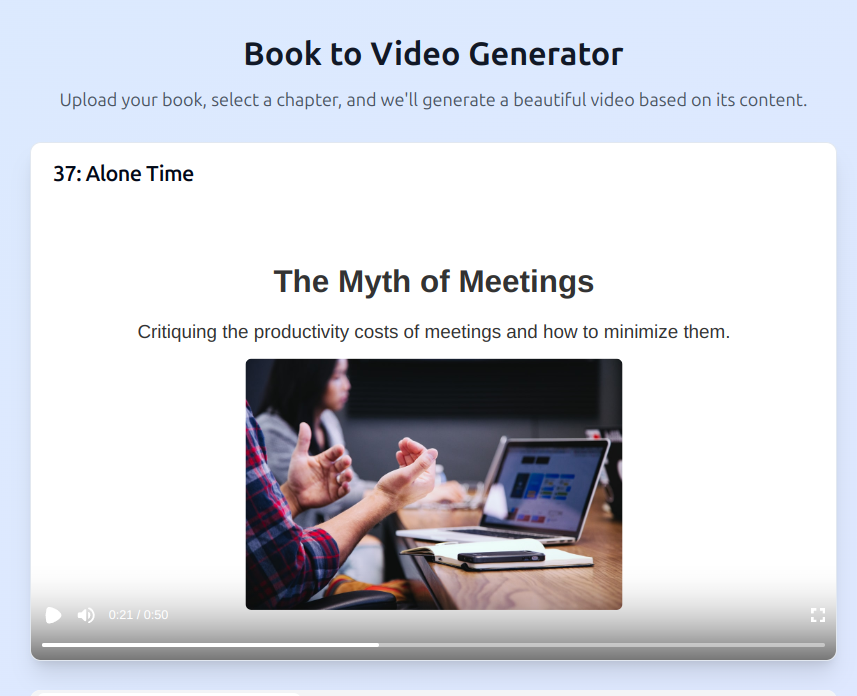 Book to Video Generator
Upload your book, select a chapter, and we'll generate a beautiful video based on its content.
37: Alone Time
The Myth of Meetings
Critiquing the productivity costs of meetings and how to minimize them.
0:21 / 0:50